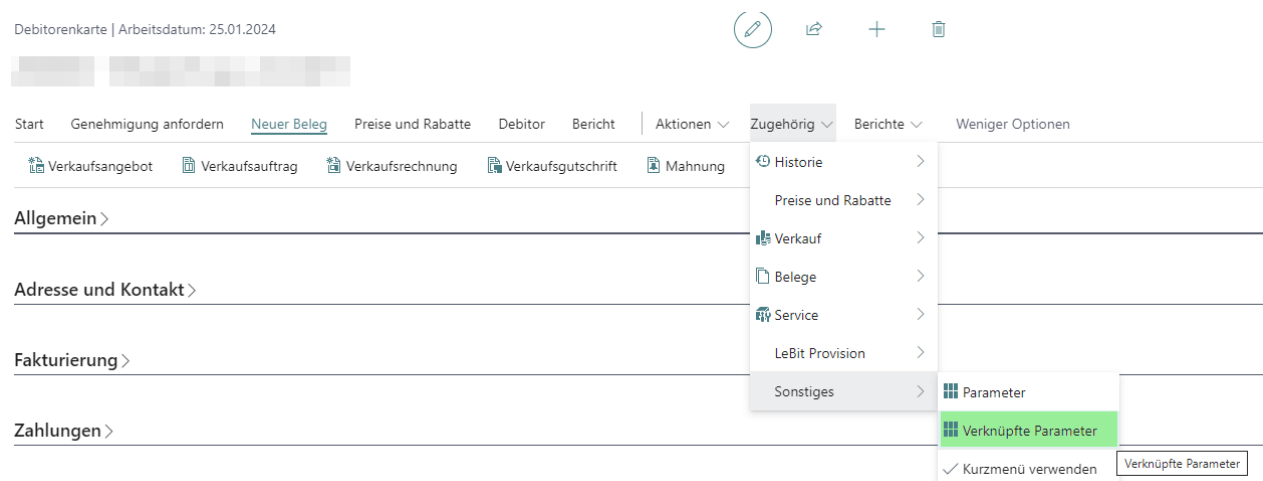 Debitorenkarte | Arbeitsdatum: 25.01.2024
Start Genehmigung anfordern Neuer Beleg Preise und Rabatte Debitor Bericht Aktionen Zugehörig Berichte Weniger Optionen
Verkaufsangebot Verkaufsauftrag Verkaufsrechnung Verkaufsgutschrift Mahnung
Historie
Preise und Rabatte
Verkauf
Belege
Service
LeBit Provision
Sonstiges
Parameter
Verknüpfte Parameter
Kurzmenü verwenden
Verknüpfte Parameter
Allgemein
Adresse und Kontakt
Fakturierung
Zahlungen